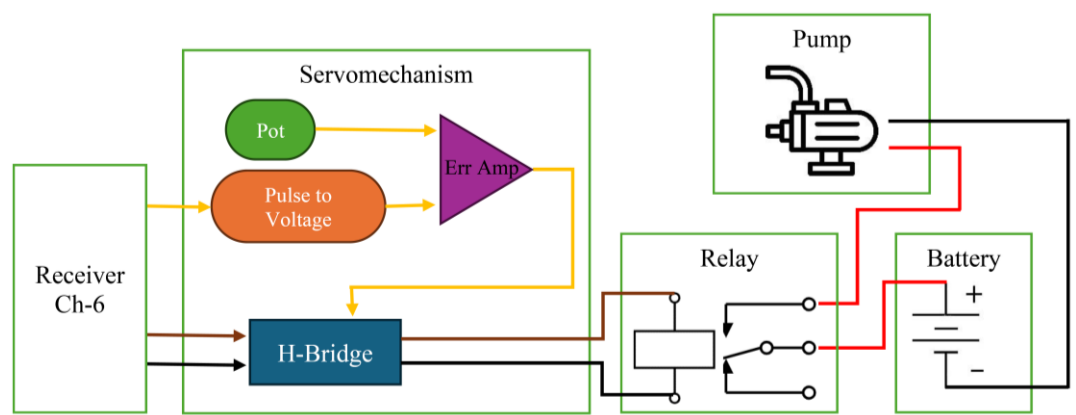 Pump
Servomechanism
Pot
Err Amp
Pulse to
Voltage
Receiver
Ch-6
Relay
Battery
+
H-Bridge
−